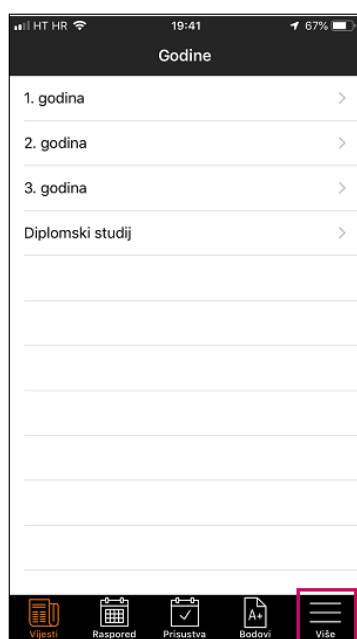 HT HR 19:41 67%
Godine
1. godina
2. godina
3. godina
Diplomski studij
A+
Vijesti Raspored Prisustva Bodovi Više